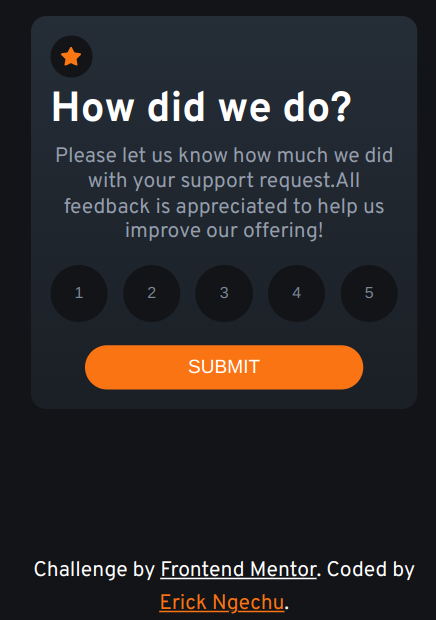 How did we do?
Please let us know how much we did
with your support request.All
feedback is appreciated to help us
improve our offering!
1 2 3 4 5
SUBMIT
Challenge by Frontend Mentor. Coded by
Erick Ngechu.